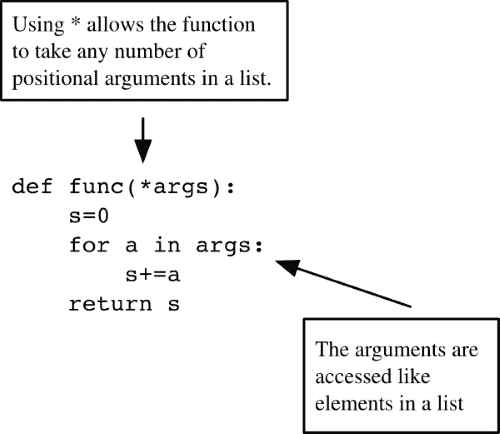 Using * allows the function
to take any number of
positional arguments in a list.
def func(*args):
    s=0
    for a in args:
        s+=a
    return s
The arguments are
accessed like
elements in a list